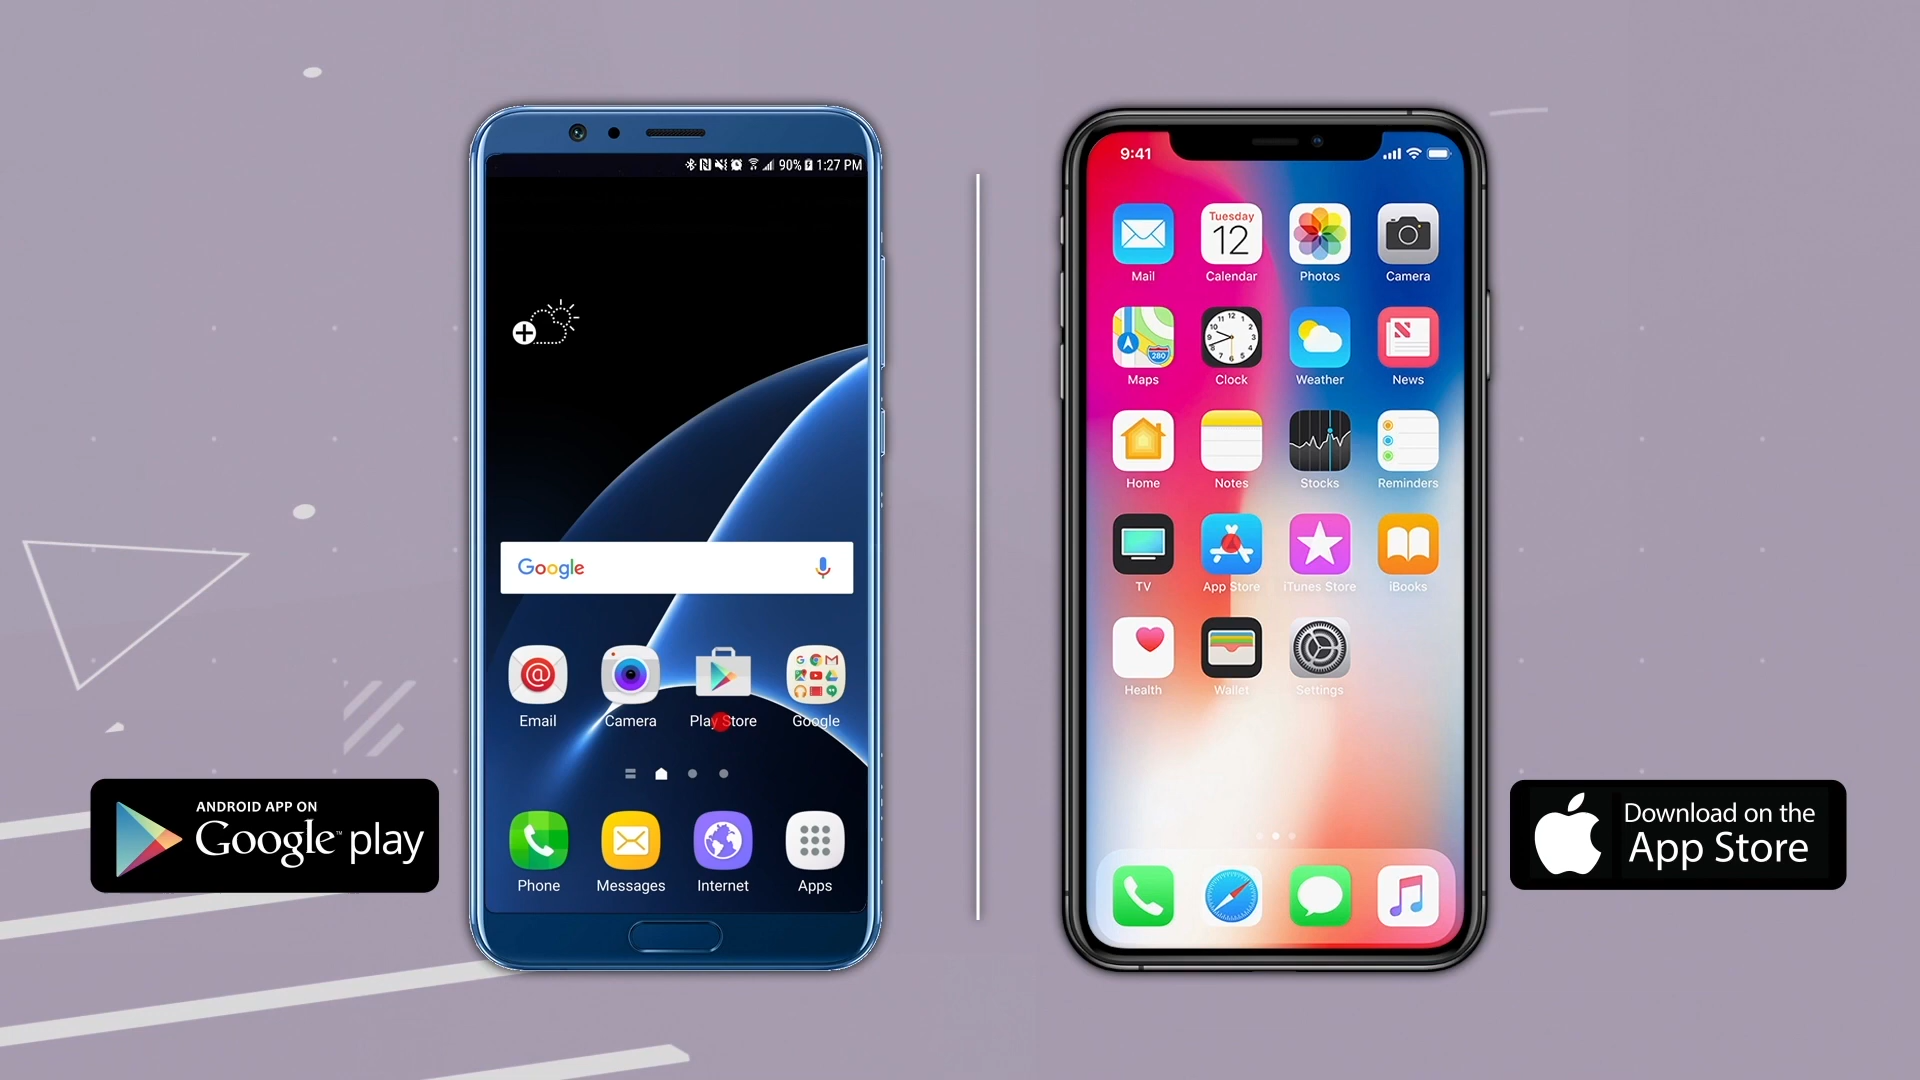 90% 1:27 PM
Google
Email Camera Play Store Google
Phone Messages Internet Apps
ANDROID APP ON
Google play
9:41
Tuesday
12
Mail Calendar Photos Camera
280
Maps Clock Weather News
Home Notes Stocks Reminders
TV App Store iTunes Store iBooks
Health Wallet Settings
Download on the
App Store